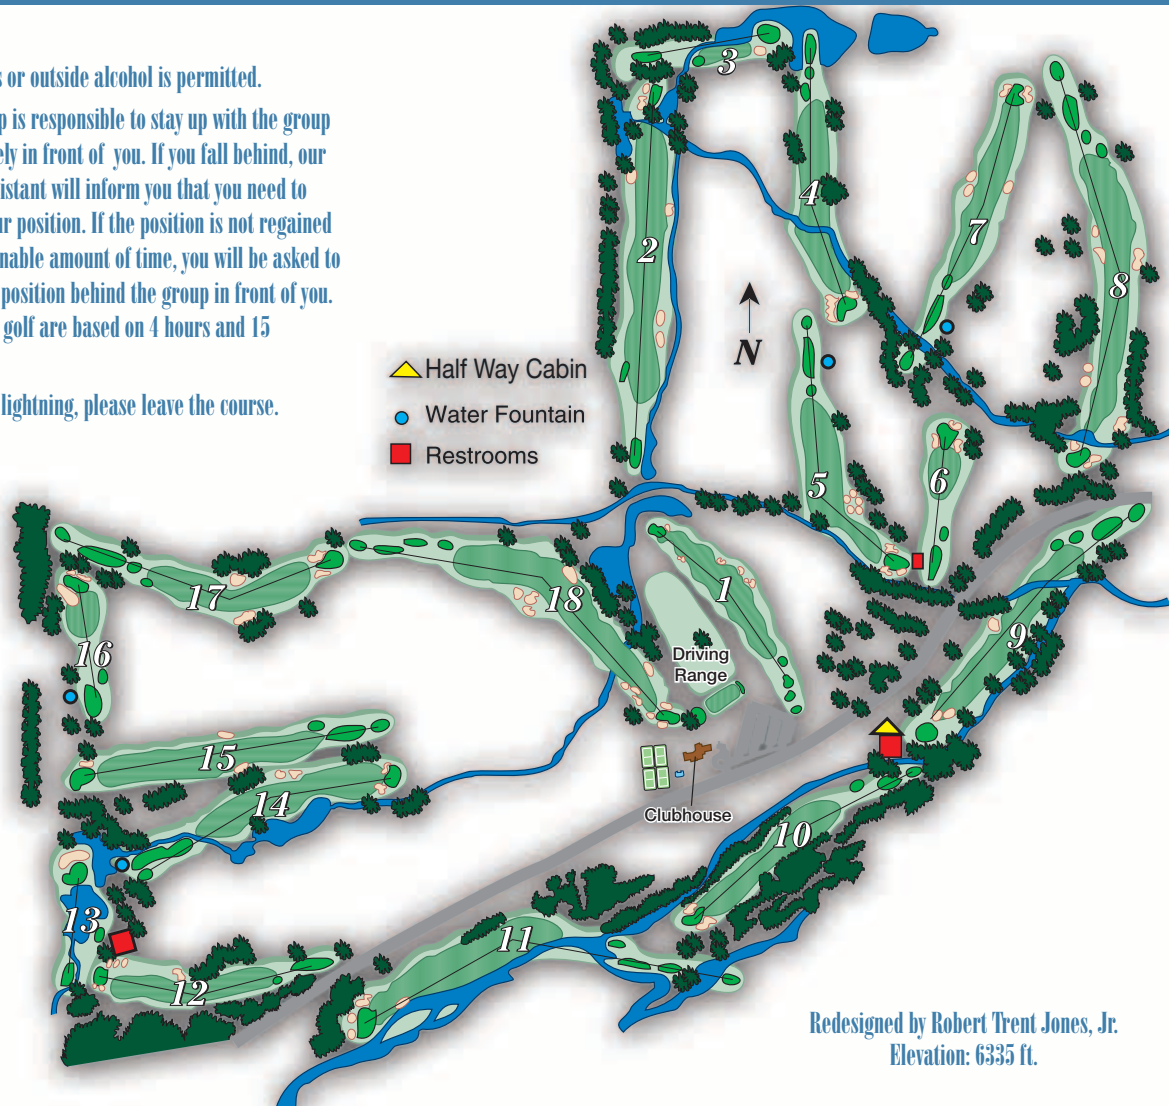 s or outside alcohol is permitted.
p is responsible to stay up with the group
ely in front of you. If you fall behind, our
istant will inform you that you need to
ur position. If the position is not regained
nable amount of time, you will be asked to
position behind the group in front of you.
golf are based on 4 hours and 15
lightning, please leave the course.
Half Way Cabin
Water Fountain
Restrooms
N
3
4
2
7
8
5
6
1
17
18
16
9
Driving
Range
15
14
Clubhouse
10
13
11
12
Redesigned by Robert Trent Jones, Jr.
Elevation: 6335 ft.